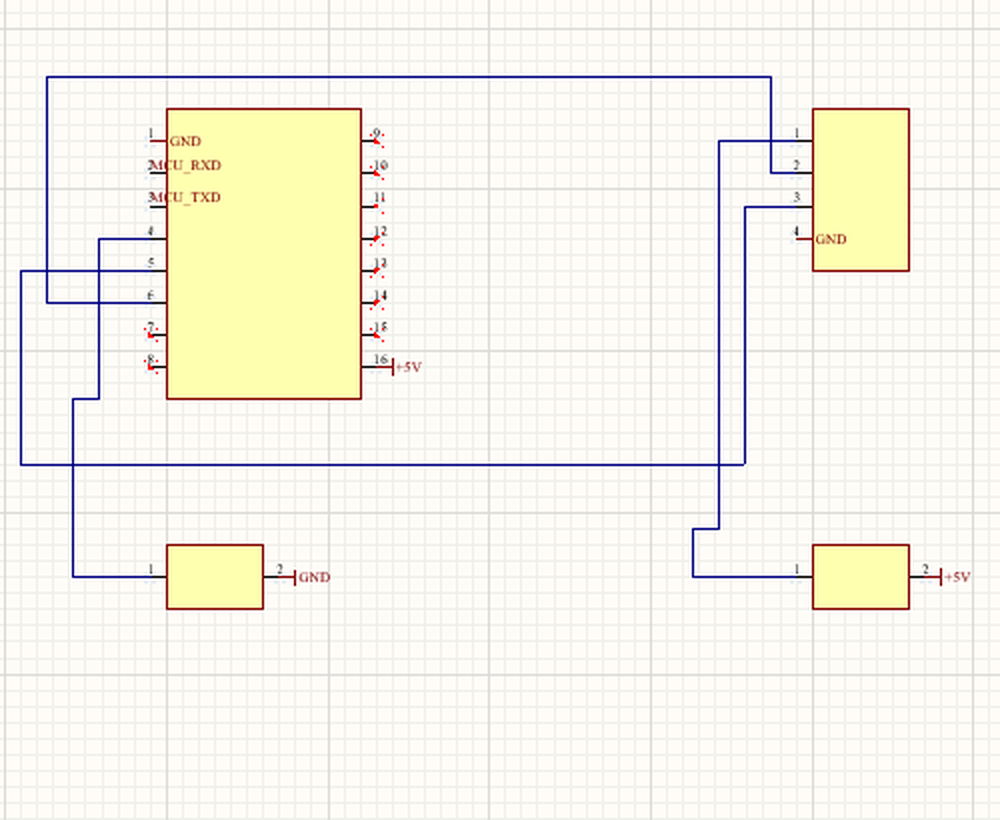 1 GND 9 1
2 MCU_RXD 10 2
3 MCU_TXD 11 3
4 12 4 GND
5 13
6 14
7 15
8 16 +5V
1 2 GND 1 2 +5V